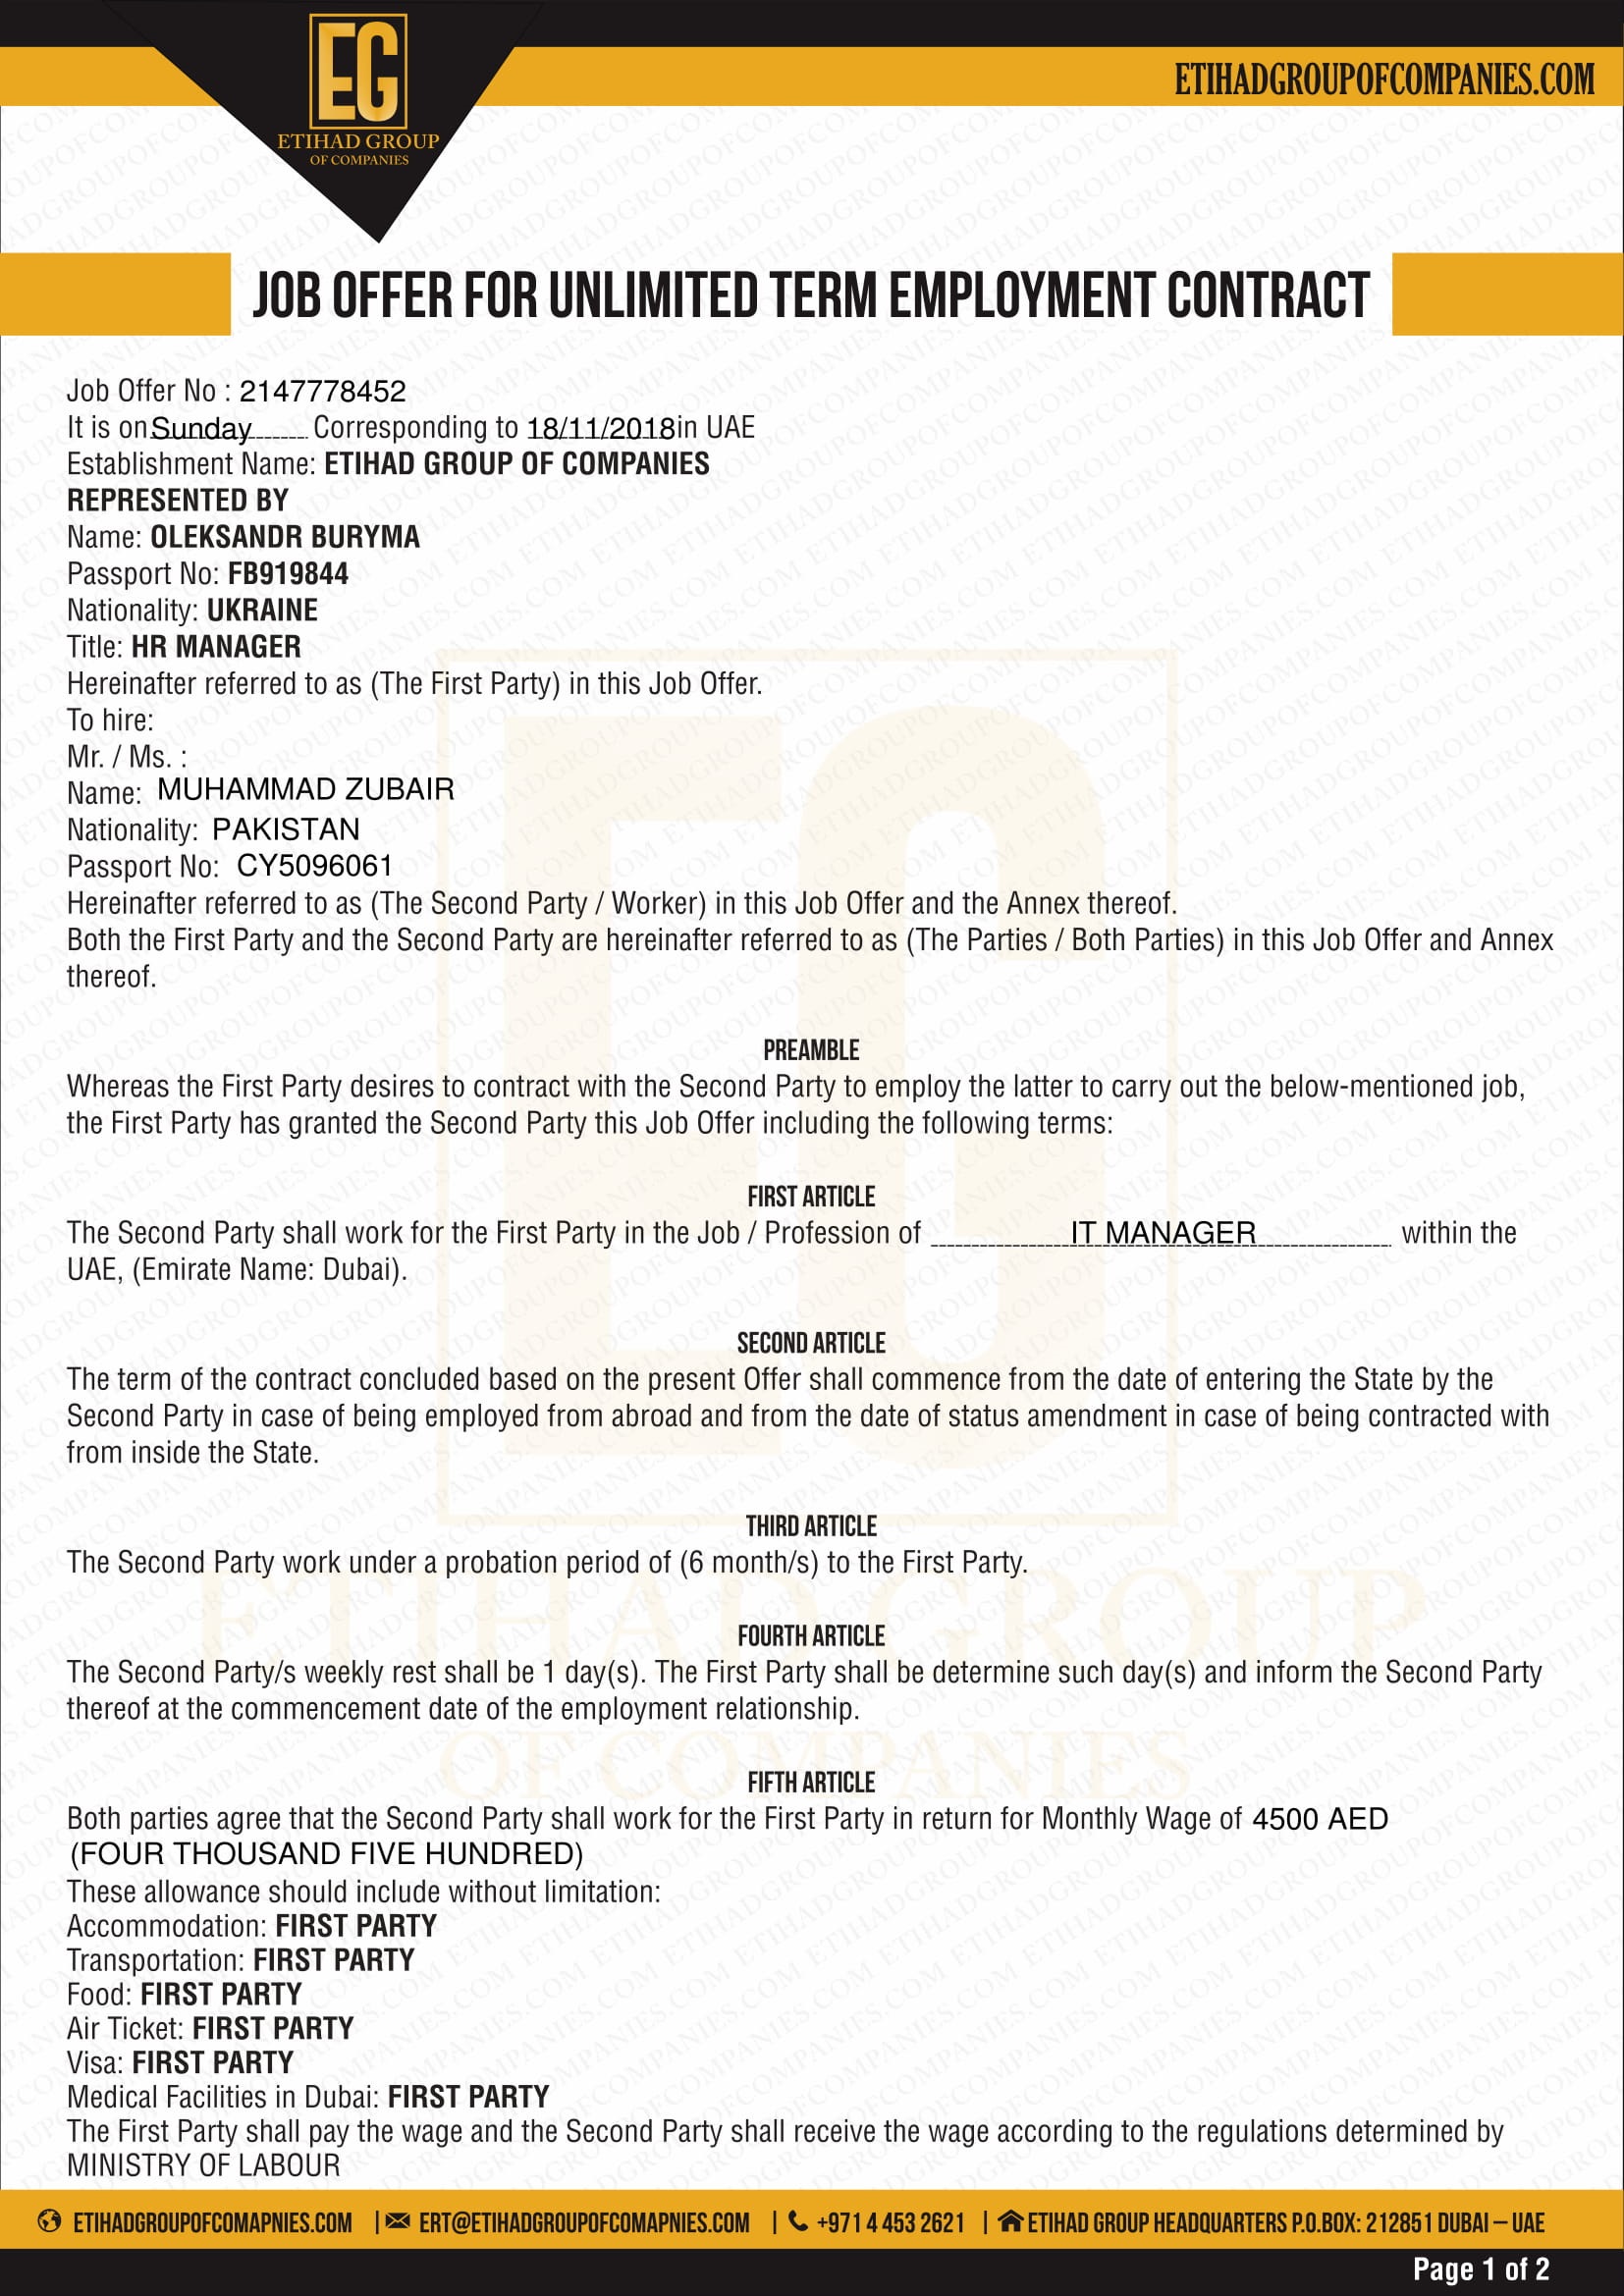 EG
ETIHAD GROUP
OF COMPANIES
ETIHADGROUPOFCOMPANIES.COM
JOB OFFER FOR UNLIMITED TERM EMPLOYMENT CONTRACT
Job Offer No : 2147778452
It is on Sunday Corresponding to 18/11/2018 in UAE
Establishment Name: ETIHAD GROUP OF COMPANIES
REPRESENTED BY
Name: OLEKSANDR BURYMA
Passport No: FB919844
Nationality: UKRAINE
Title: HR MANAGER
Hereinafter referred to as (The First Party) in this Job Offer.
To hire:
Mr. / Ms. :
Name: MUHAMMAD ZUBAIR
Nationality: PAKISTAN
Passport No: CY5096061
Hereinafter referred to as (The Second Party / Worker) in this Job Offer and the Annex thereof.
Both the First Party and the Second Party are hereinafter referred to as (The Parties / Both Parties) in this Job Offer and Annex
thereof.
PREAMBLE
Whereas the First Party desires to contract with the Second Party to employ the latter to carry out the below-mentioned job,
the First Party has granted the Second Party this Job Offer including the following terms:
FIRST ARTICLE
The Second Party shall work for the First Party in the Job / Profession of IT MANAGER within the
UAE, (Emirate Name: Dubai).
SECOND ARTICLE
The term of the contract concluded based on the present Offer shall commence from the date of entering the State by the
Second Party in case of being employed from abroad and from the date of status amendment in case of being contracted with
from inside the State.
THIRD ARTICLE
The Second Party work under a probation period of (6 month/s) to the First Party.
FOURTH ARTICLE
The Second Party/s weekly rest shall be 1 day(s). The First Party shall be determine such day(s) and inform the Second Party
thereof at the commencement date of the employment relationship.
FIFTH ARTICLE
Both parties agree that the Second Party shall work for the First Party in return for Monthly Wage of 4500 AED
(FOUR THOUSAND FIVE HUNDRED)
These allowance should include without limitation:
Accommodation: FIRST PARTY
Transportation: FIRST PARTY
Food: FIRST PARTY
Air Ticket: FIRST PARTY
Visa: FIRST PARTY
Medical Facilities in Dubai: FIRST PARTY
The First Party shall pay the wage and the Second Party shall receive the wage according to the regulations determined by
MINISTRY OF LABOUR
ETIHADGROUPOFCOMAPNIES.COM | ERT@ETIHADGROUPOFCOMAPNIES.COM | +971 4 453 2621 | ETIHAD GROUP HEADQUARTERS P.O.BOX: 212851 DUBAI – UAE
Page 1 of 2